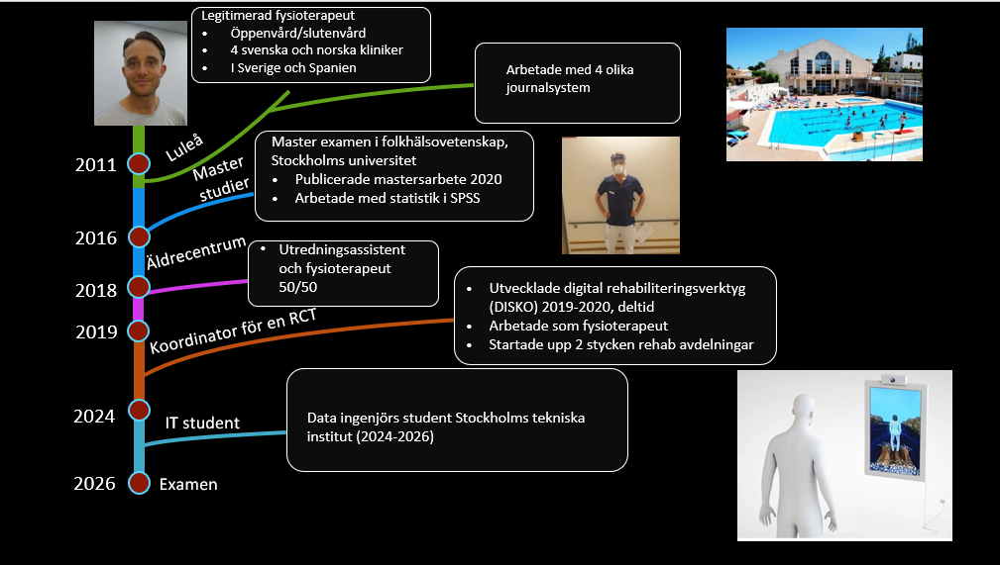 Legitimerad fysioterapeut
• Öppenvård/slutenvård
• 4 svenska och norska kliniker
• I Sverige och Spanien
Arbetade med 4 olika
journalsystem
Luleå
2011
Master
studier
Master examen i folkhälsovetenskap,
Stockholms universitet
• Publicerade mastersarbete 2020
• Arbetade med statistik i SPSS
2016
Äldrecentrum
• Utredningsassistent
och fysioterapeut
50/50
2018
2019
Koordinator för en RCT
• Utvecklade digital rehabiliteringsverktyg
(DISKO) 2019-2020, deltid
• Arbetade som fysioterapeut
• Startade upp 2 stycken rehab avdelningar
2024
IT student
Data ingenjörs student Stockholms tekniska
institut (2024-2026)
2026
Examen